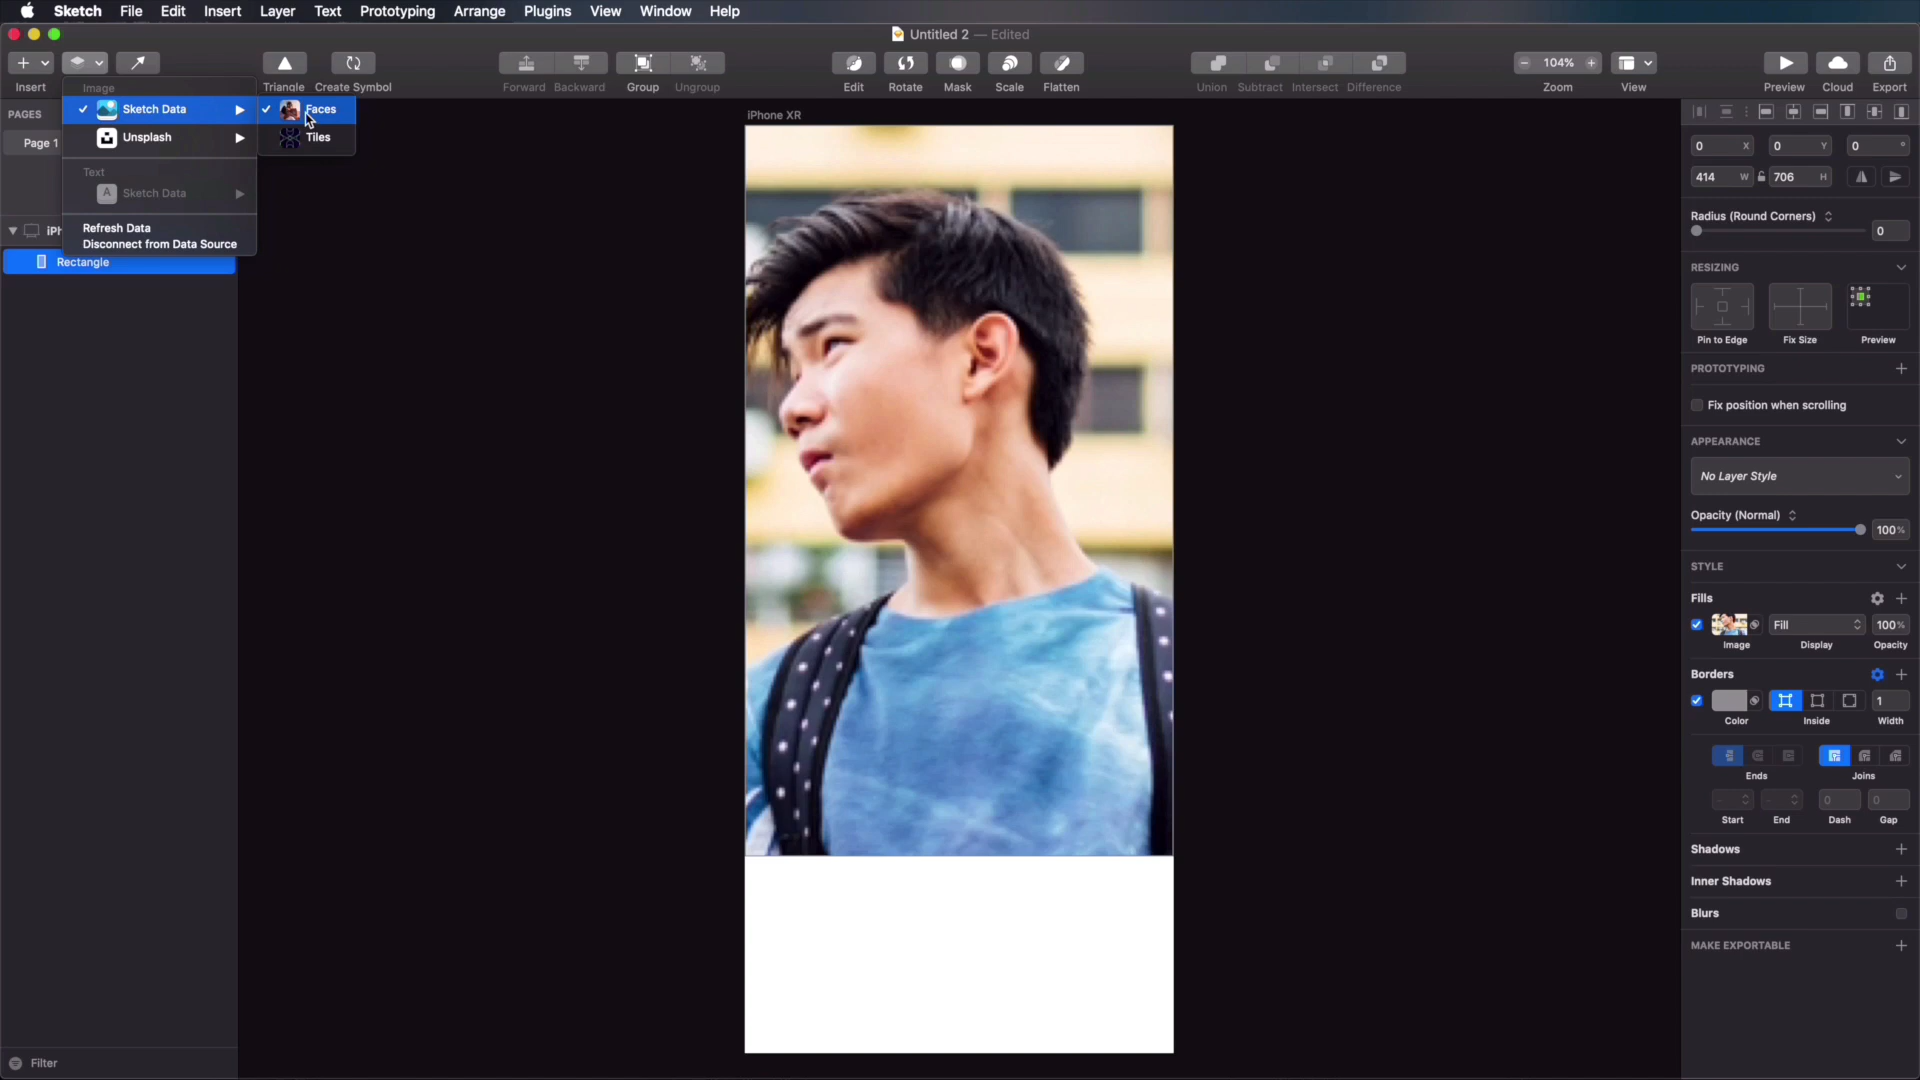 Sketch File Edit Insert Layer Text Prototyping Arrange Plugins View Window Help
Untitled 2 — Edited
104%
Insert Triangle Create Symbol Forward Backward Group Ungroup Edit Rotate Mask Scale Flatten Union Subtract Intersect Difference Zoom View Preview Cloud Export
Image
Sketch Data
Unsplash
Text
A Sketch Data
Refresh Data
Disconnect from Data Source
Faces
Tiles
PAGES
Page 1
iPh
Rectangle
Filter
iPhone XR
0 X 0 Y 0 °
414 W 706 H
Radius (Round Corners)
0
RESIZING
Pin to Edge Fix Size Preview
PROTOTYPING
Fix position when scrolling
APPEARANCE
No Layer Style
Opacity (Normal)
100%
STYLE
Fills
Fill 100%
Image Display Opacity
Borders
1
Color Inside Width
Ends Joins
- - 0 0
Start End Dash Gap
Shadows
Inner Shadows
Blurs
MAKE EXPORTABLE